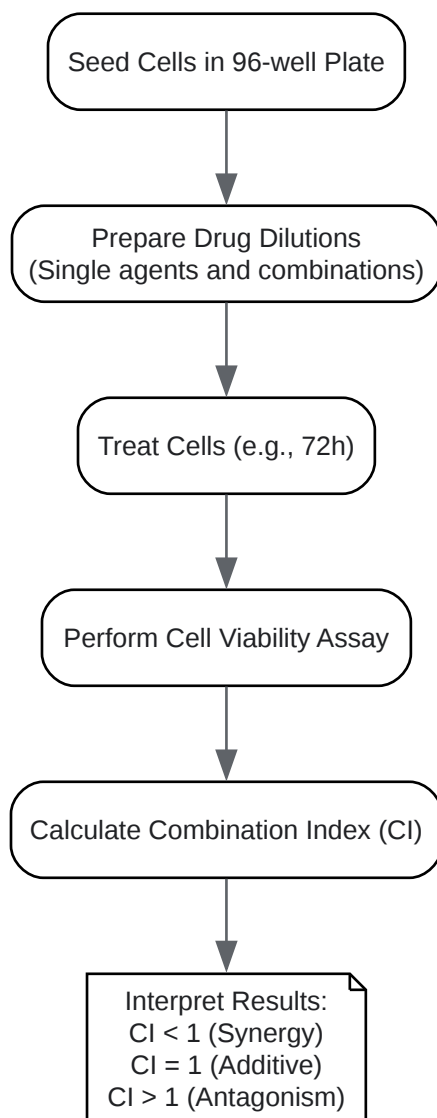 Seed Cells in 96-well Plate
Prepare Drug Dilutions
(Single agents and combinations)
Treat Cells (e.g., 72h)
Perform Cell Viability Assay
Calculate Combination Index (CI)
Interpret Results:
CI < 1 (Synergy)
CI = 1 (Additive)
CI > 1 (Antagonism)